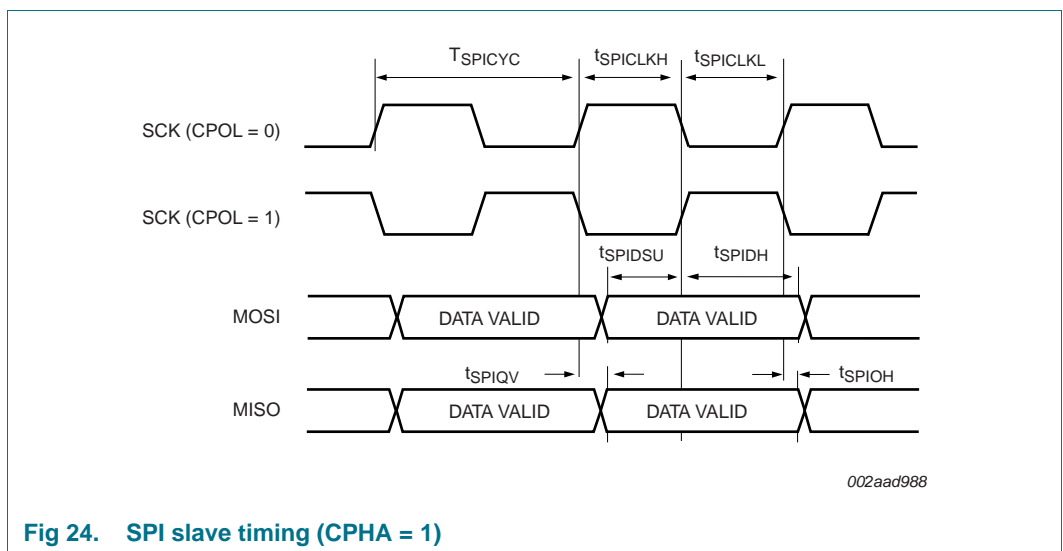 TSPICYC tSPICLKH tSPICLKL
SCK (CPOL = 0)
SCK (CPOL = 1)
tSPIDSU tSPIDH
MOSI DATA VALID DATA VALID
tSPIQV tSPIOH
MISO DATA VALID DATA VALID
002aad988
Fig 24. SPI slave timing (CPHA = 1)